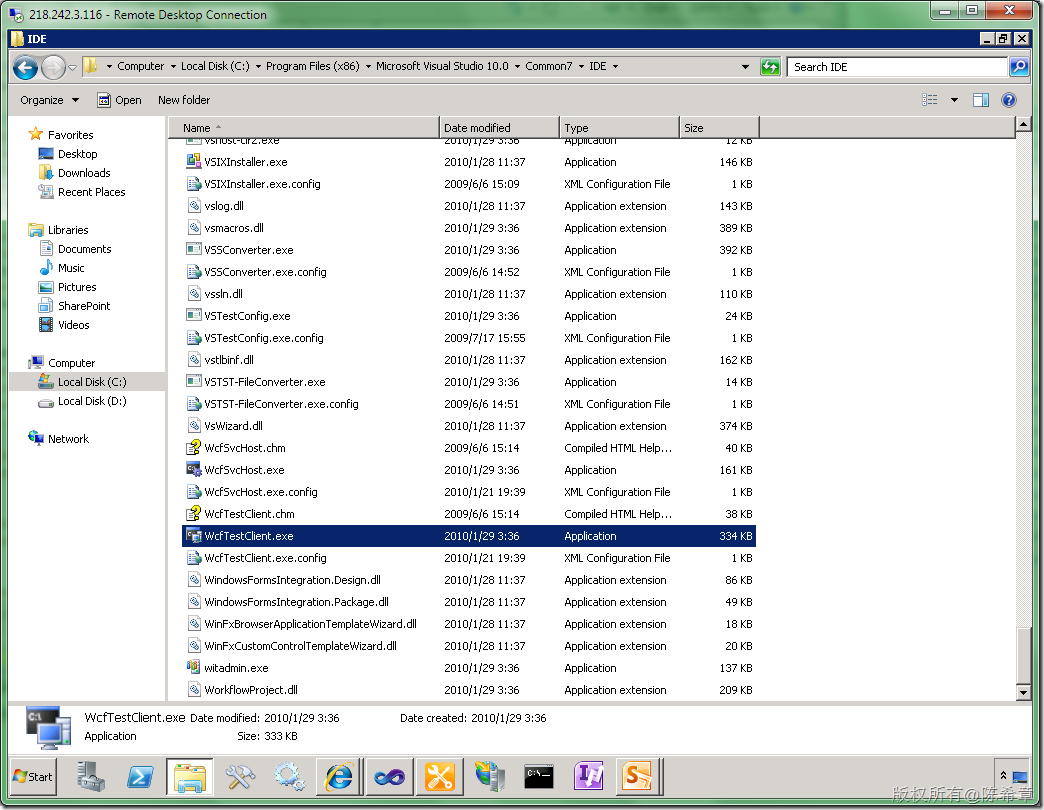 218.242.3.116 - Remote Desktop Connection
IDE
Computer Local Disk (C:) Program Files (x86) Microsoft Visual Studio 10.0 Common7 IDE Search IDE
Organize Open New folder
Favorites
Desktop
Downloads
Recent Places
Libraries
Documents
Music
Pictures
SharePoint
Videos
Computer
Local Disk (C:)
Local Disk (D:)
Network
Name Date modified Type Size
vshost-clr2.exe 2010/1/29 3:36 Application 12 KB
VSIXInstaller.exe 2010/1/28 11:37 Application 146 KB
VSIXInstaller.exe.config 2009/6/6 15:09 XML Configuration File 1 KB
vslog.dll 2010/1/28 11:37 Application extension 143 KB
vsmacros.dll 2010/1/29 3:36 Application extension 389 KB
VSSConverter.exe 2010/1/29 3:36 Application 392 KB
VSSConverter.exe.config 2009/6/6 14:52 XML Configuration File 1 KB
vssln.dll 2010/1/28 11:37 Application extension 110 KB
VSTestConfig.exe 2010/1/29 3:36 Application 24 KB
VSTestConfig.exe.config 2009/7/17 15:55 XML Configuration File 1 KB
vstlbinf.dll 2010/1/28 11:37 Application extension 162 KB
VSTST-FileConverter.exe 2010/1/29 3:36 Application 14 KB
VSTST-FileConverter.exe.config 2009/6/6 14:51 XML Configuration File 1 KB
VsWizard.dll 2010/1/28 11:37 Application extension 374 KB
WcfSvcHost.chm 2009/6/6 15:14 Compiled HTML Help... 40 KB
WcfSvcHost.exe 2010/1/29 3:36 Application 161 KB
WcfSvcHost.exe.config 2010/1/21 19:39 XML Configuration File 1 KB
WcfTestClient.chm 2009/6/6 15:14 Compiled HTML Help... 38 KB
WcfTestClient.exe 2010/1/29 3:36 Application 334 KB
WcfTestClient.exe.config 2010/1/21 19:39 XML Configuration File 1 KB
WindowsFormsIntegration.Design.dll 2010/1/28 11:37 Application extension 86 KB
WindowsFormsIntegration.Package.dll 2010/1/28 11:37 Application extension 49 KB
WinFxBrowserApplicationTemplateWizard.dll 2010/1/28 11:37 Application extension 18 KB
WinFxCustomControlTemplateWizard.dll 2010/1/28 11:37 Application extension 20 KB
witadmin.exe 2010/1/29 3:36 Application 137 KB
WorkflowProject.dll 2010/1/29 3:36 Application extension 209 KB
WcfTestClient.exe Date modified: 2010/1/29 3:36 Date created: 2010/1/29 3:36
Application Size: 333 KB
Start
版权所有@陈希章